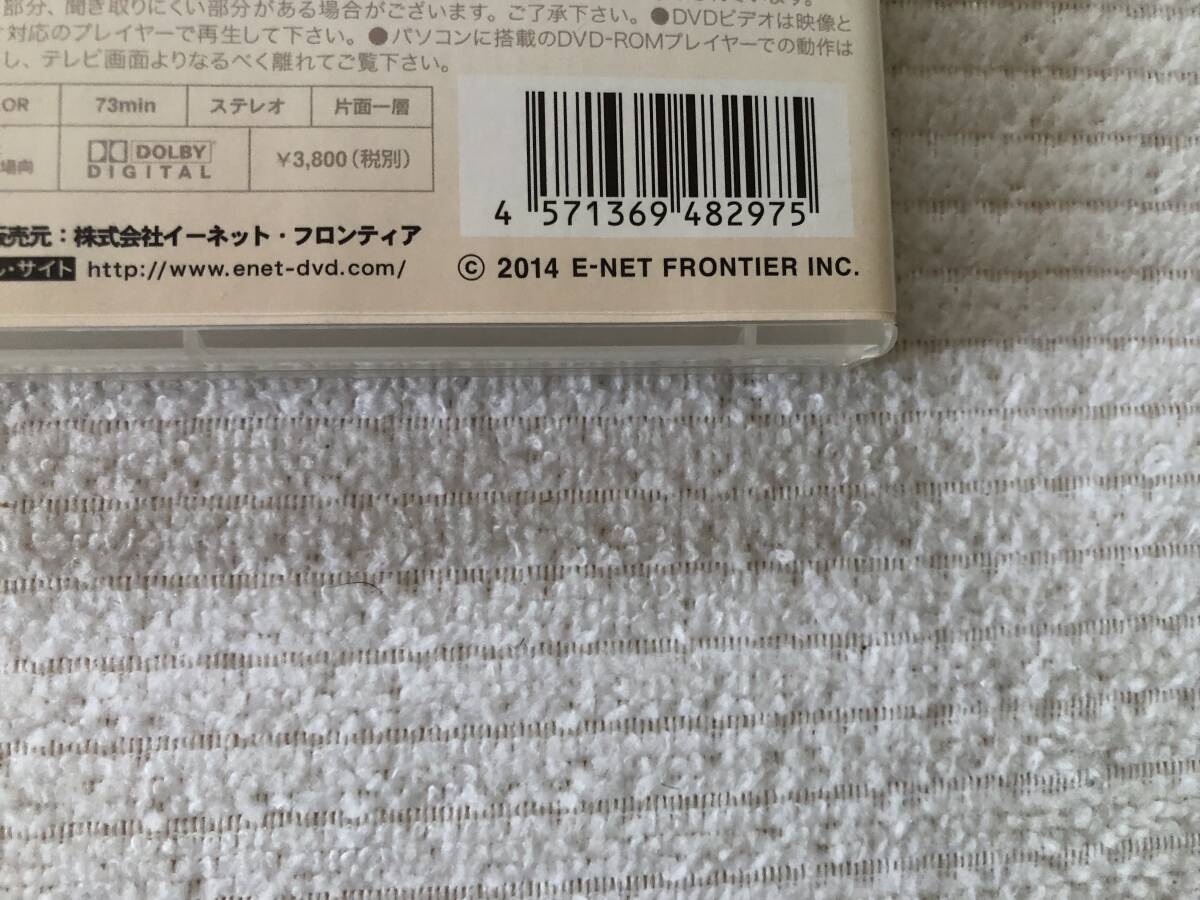 部分、聞き取りにくい部分がある場合がございます。ご了承下さい。●DVDビデオは映像と
対応のプレイヤーで再生して下さい。●パソコンに搭載のDVD-ROMプレイヤーでの動作は
し、テレビ画面よりなるべく離れてご覧下さい。
OR 73min ステレオ 片面一層
場向 DOLBY DIGITAL ¥3,800(税別)
4 571369 482975
販売元:株式会社イーネット・フロンティア
ル・サイト http://www.enet-dvd.com/
© 2014 E-NET FRONTIER INC.